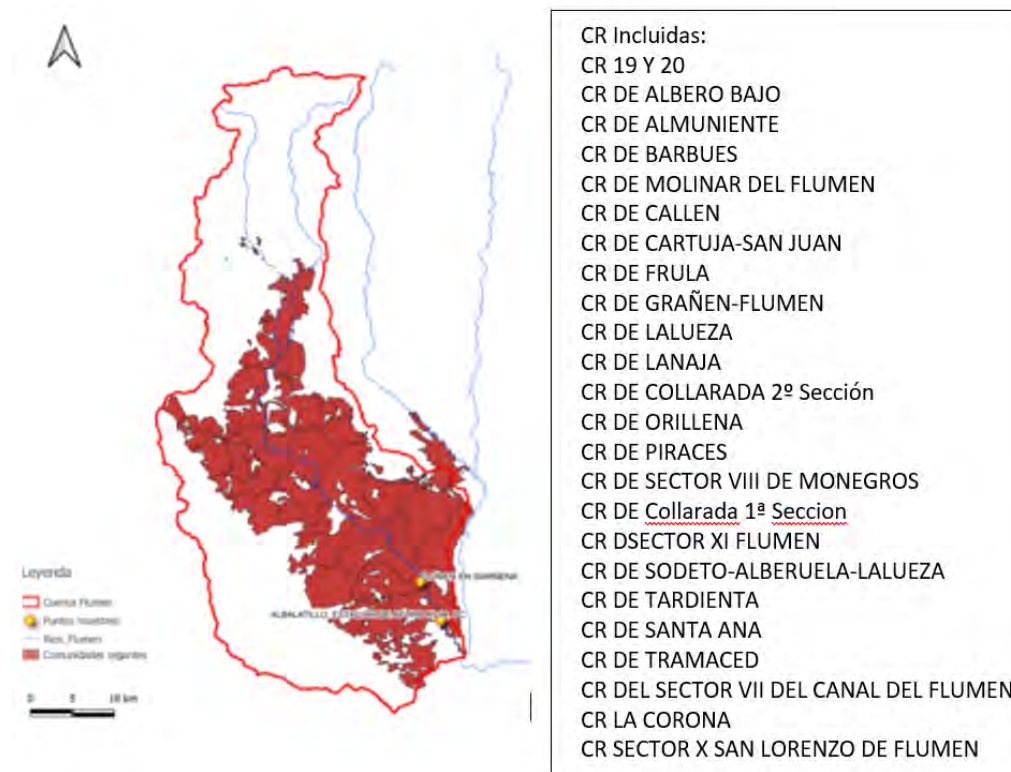 Leyenda
Cuenca Flumen
Puntos muestreo
Rios_Flumen
Comunidades regantes
0 5 10 km
FLUMEN EN BARBENA
CR Incluidas:
CR 19 Y 20
CR DE ALBERO BAJO
CR DE ALMUNIENTE
CR DE BARBUES
CR DE MOLINAR DEL FLUMEN
CR DE CALLEN
CR DE CARTUJA-SAN JUAN
CR DE FRULA
CR DE GRAÑEN-FLUMEN
CR DE LALUEZA
CR DE LANAJA
CR DE COLLARADA 2º Sección
CR DE ORILLENA
CR DE PIRACES
CR DE SECTOR VIII DE MONEGROS
CR DE Collarada 1ª Seccion
CR DSECTOR XI FLUMEN
CR DE SODETO-ALBERUELA-LALUEZA
CR DE TARDIENTA
CR DE SANTA ANA
CR DE TRAMACED
CR DEL SECTOR VII DEL CANAL DEL FLUMEN
CR LA CORONA
CR SECTOR X SAN LORENZO DE FLUMEN